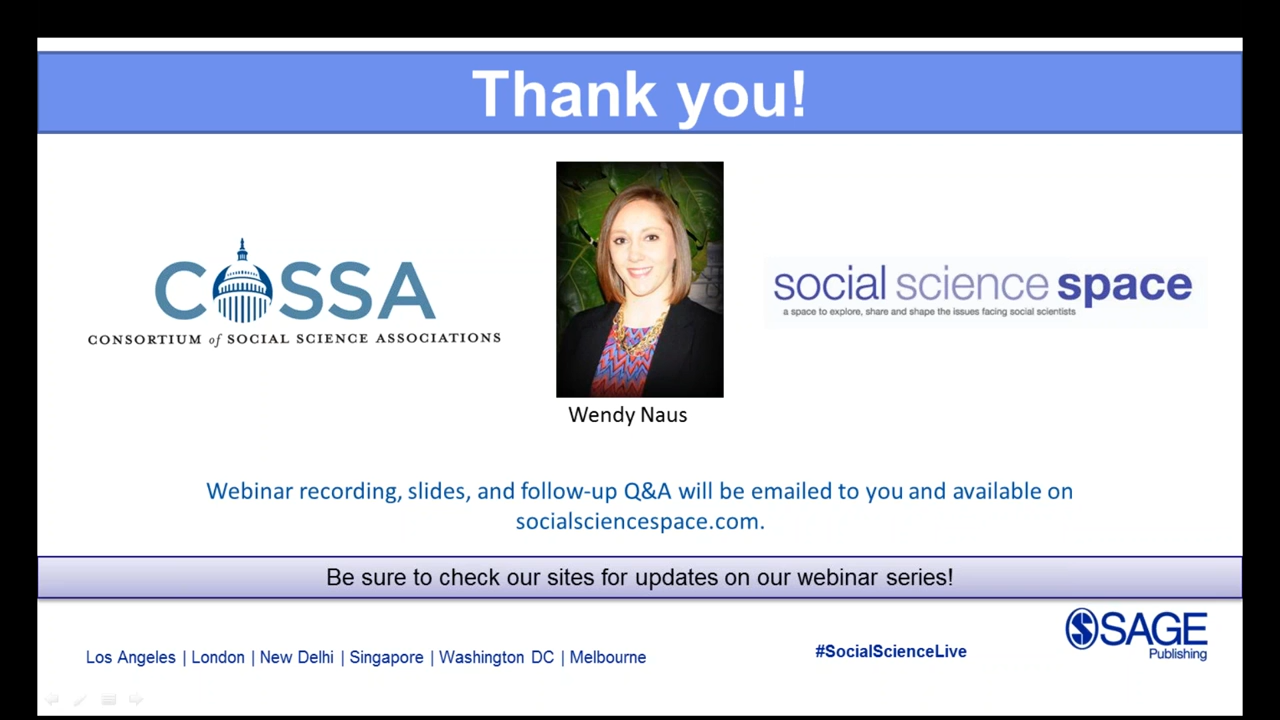 Thank you!
COSSA
CONSORTIUM of SOCIAL SCIENCE ASSOCIATIONS
social science space
a space to explore, share and shape the issues facing social scientists
Wendy Naus
Webinar recording, slides, and follow-up Q&A will be emailed to you and available on
socialsciencespace.com.
Be sure to check our sites for updates on our webinar series!
Los Angeles | London | New Delhi | Singapore | Washington DC | Melbourne
#SocialScienceLive
SAGE
Publishing